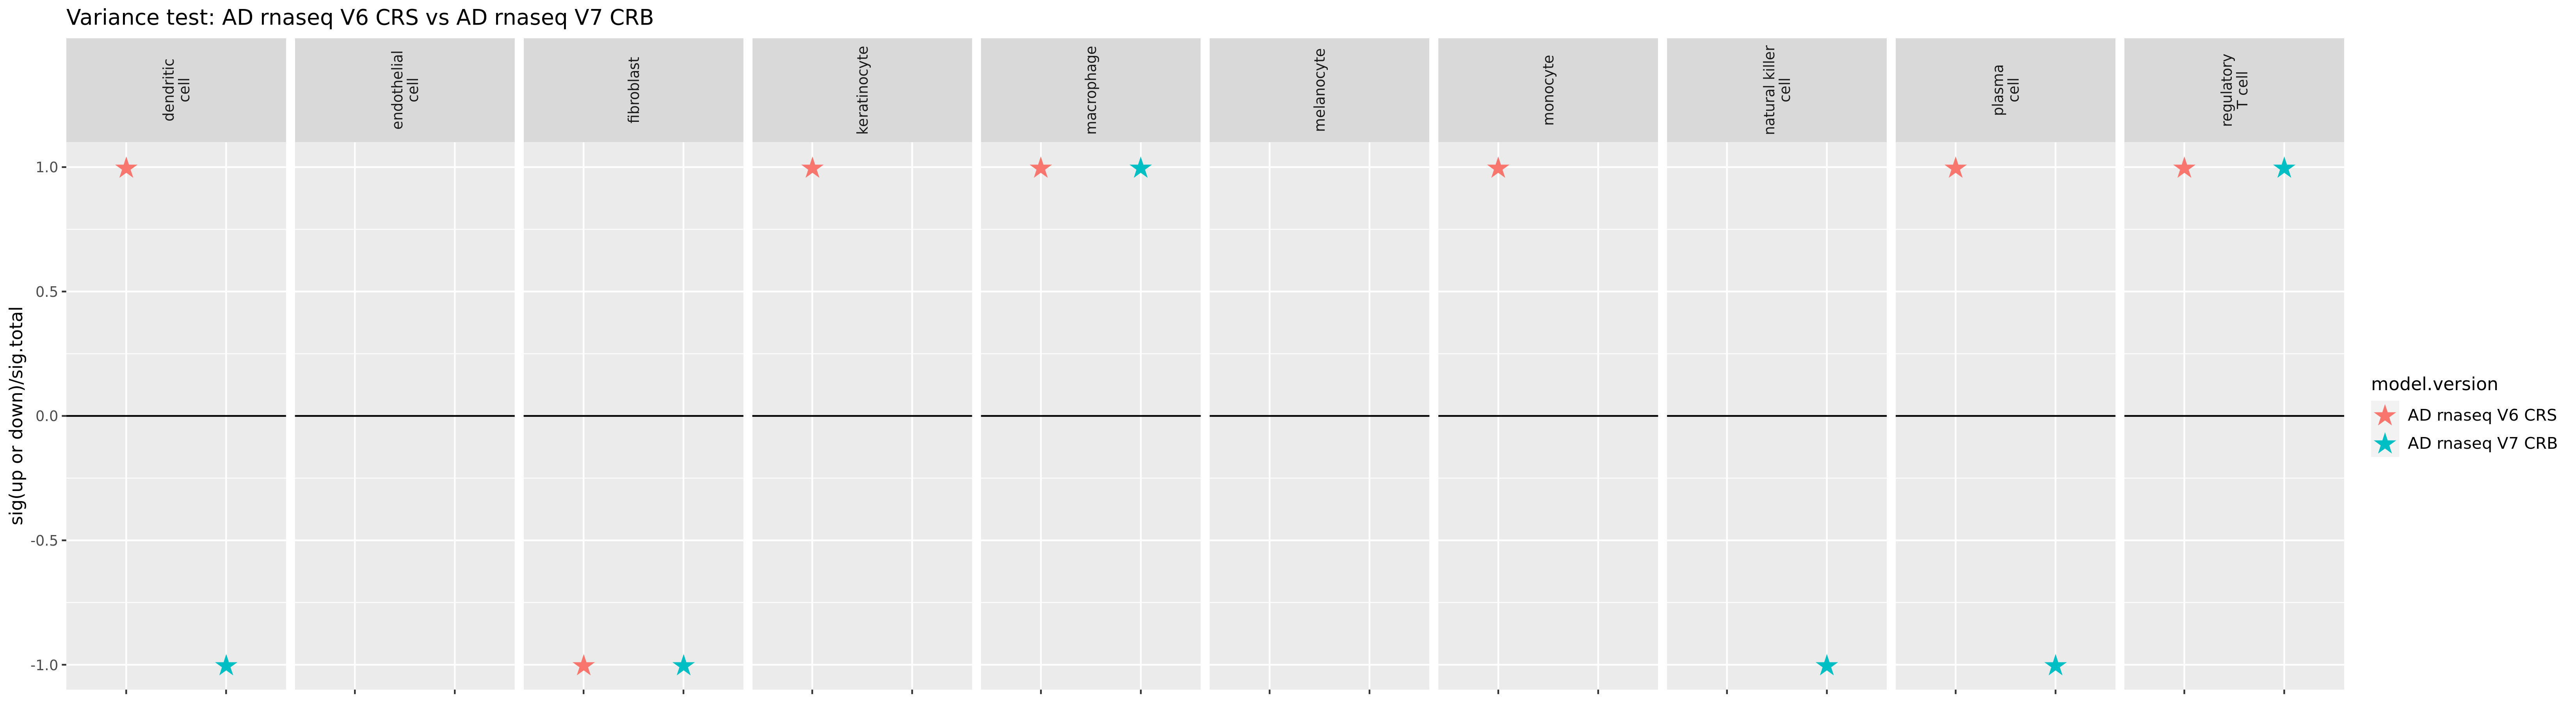 Variance test: AD rnaseq V6 CRS vs AD rnaseq V7 CRB
dendritic
cell
endothelial
cell
fibroblast
keratinocyte
macrophage
melanocyte
monocyte
natural killer
cell
plasma
cell
regulatory
T cell
sig(up or down)/sig.total
1.0
0.5
0.0
-0.5
-1.0
model.version
AD rnaseq V6 CRS
AD rnaseq V7 CRB